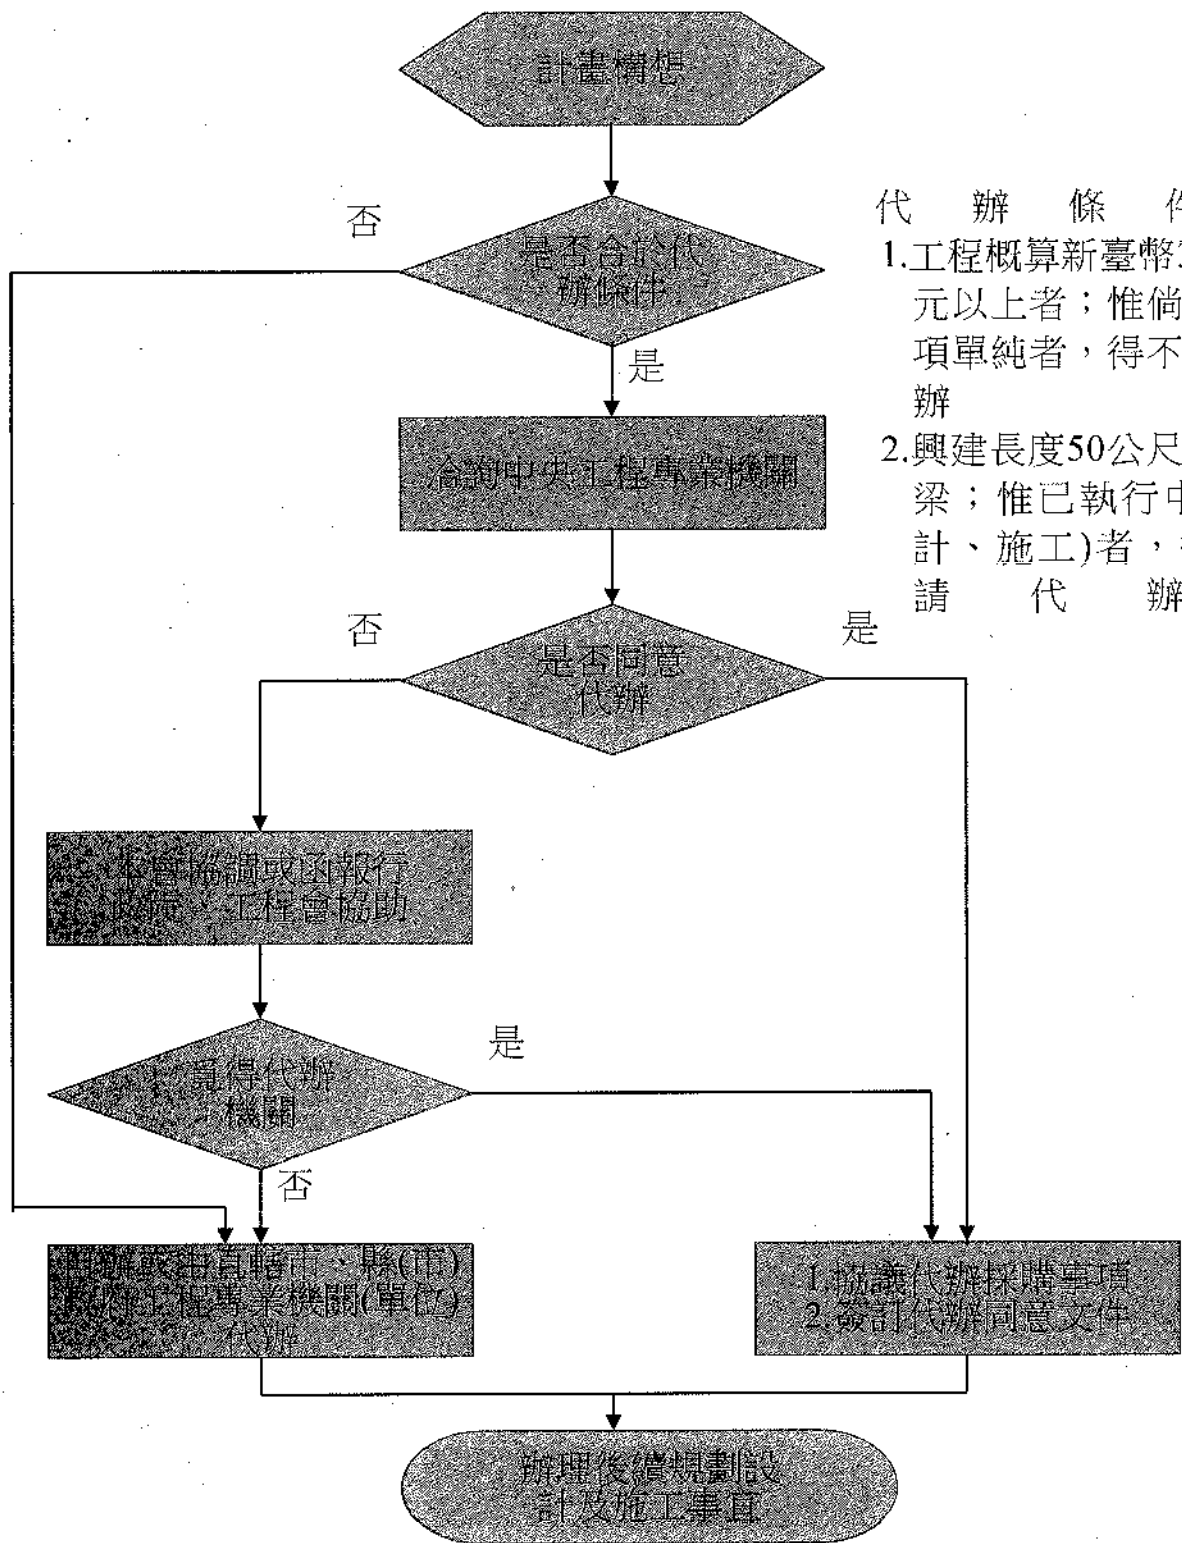 計畫構想
否
是否合於代
辦條件
是
代辦條件
1.工程概算新臺幣
元以上者；惟倘
項單純者，得不
辦
2.興建長度50公尺
梁；惟已執行中
計、施工)者，
請代辦
洽詢中央工程專業機關
否
是否同意
代辦
是
本會協調或函報行
政院、工程會協助
覓得代辦
機關
是
否
由直轄市、縣(市)
府工程專業機關(單位)
代辦
1.協議代辦採購事項
2.簽訂代辦同意文件
辦理後續規劃設
計及施工事宜